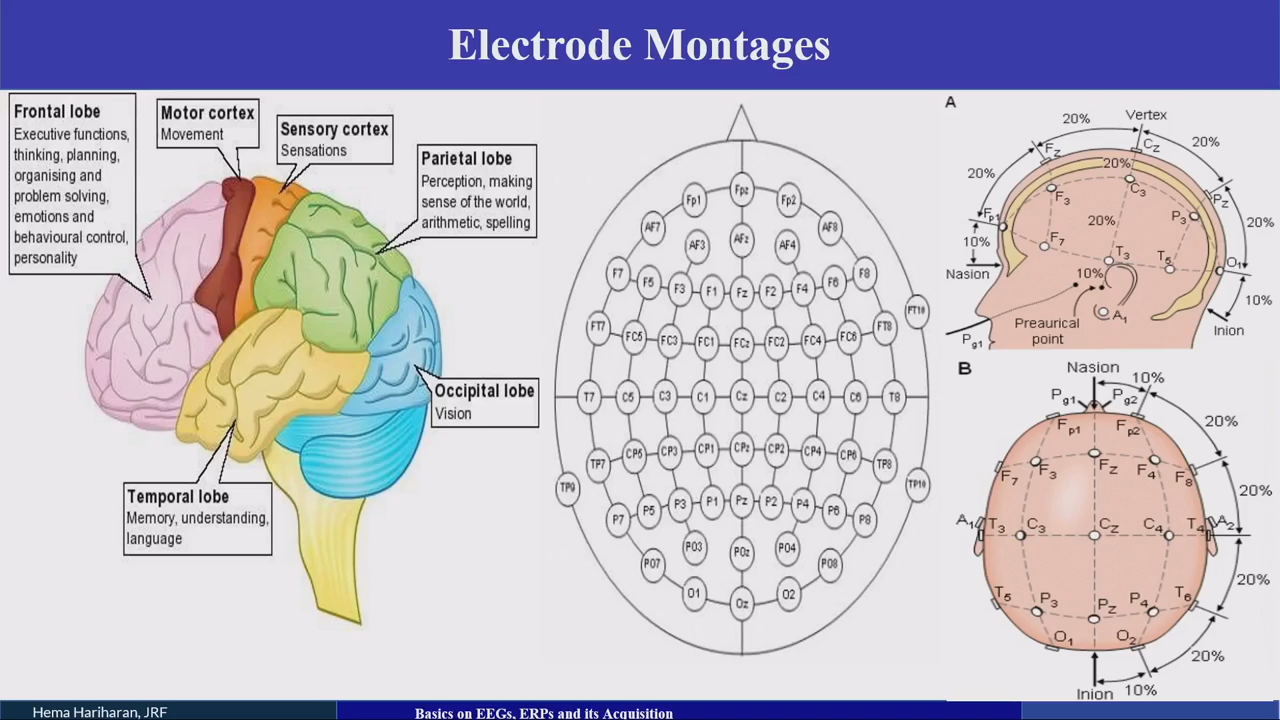 Electrode Montages
Frontal lobe
Executive functions,
thinking, planning,
organising and
problem solving,
emotions and
behavioural control,
personality
Motor cortex
Movement
Sensory cortex
Sensations
Parietal lobe
Perception, making
sense of the world,
arithmetic, spelling
Occipital lobe
Vision
Temporal lobe
Memory, understanding,
language
Fp1 Fpz Fp2
AF7 AF3 AFz AF4 AF8
F7 F5 F3 F1 Fz F2 F4 F6 F8
FT10
FT7 FC5 FC3 FC1 FCz FC2 FC4 FC6 FT8
T7 C5 C3 C1 Cz C2 C4 C6 T8
TP7 CP5 CP3 CP1 CPz CP2 CP4 CP6 TP8
TP9 TP10
P7 P5 P3 P1 Pz P2 P4 P6 P8
PO7 PO3 POz PO4 PO8
O1 Oz O2
A
Vertex
20% 20%
Fz Cz
20% 20%
F3 C3 Pz
Fp1 20% P3 20%
10% F7 T3 T5 O1
Nasion 10% 10%
A1
Preaurical
point
Inion
Pg1
B
Nasion
10%
Pg1 Pg2
Fp1 Fp2 20%
F7 F3 Fz F4 F8
20%
A1 T3 C3 Cz C4 T4 A2
20%
T5 P3 Pz P4 T6
O1 O2
20%
Inion 10%
Hema Hariharan, JRF
Basics on EEGs, ERPs and its Acquisition